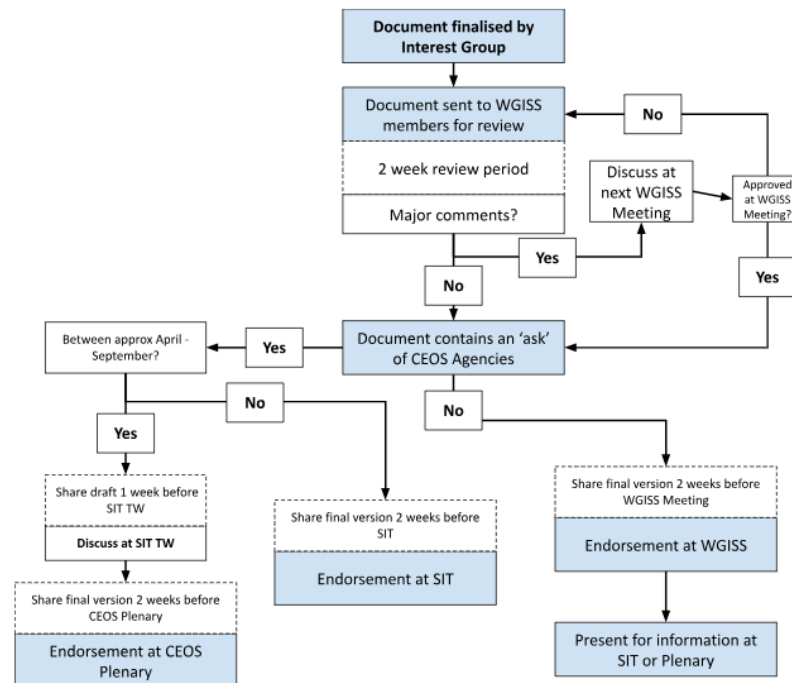 Document finalised by
Interest Group
Document sent to WGISS
members for review
No
2 week review period
Discuss at
next WGISS
Meeting
Approved
at WGISS
Meeting?
Major comments?
Yes
No
Yes
Between approx April -
September?
Yes
Document contains an ‘ask’
of CEOS Agencies
No
No
Yes
Share draft 1 week before
SIT TW
Discuss at SIT TW
Share final version 2 weeks before
CEOS Plenary
Endorsement at CEOS
Plenary
Share final version 2 weeks before
SIT
Endorsement at SIT
Share final version 2 weeks before
WGISS Meeting
Endorsement at WGISS
Present for information at
SIT or Plenary